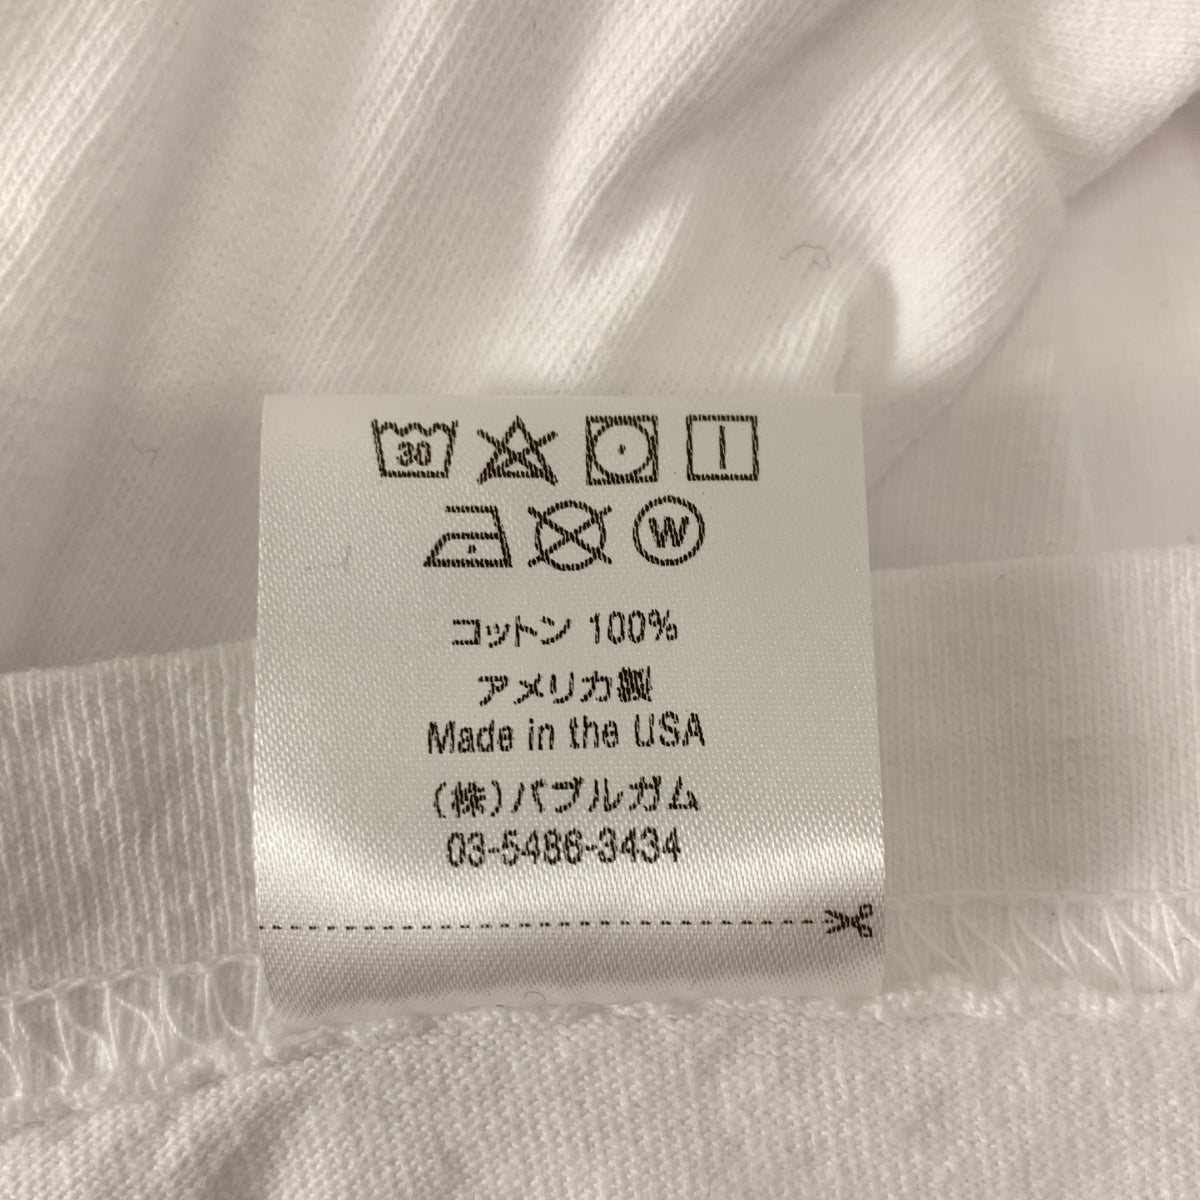 30
W
コットン 100%
アメリカ製
Made in the USA
(株)バブルガム
03-5486-3434